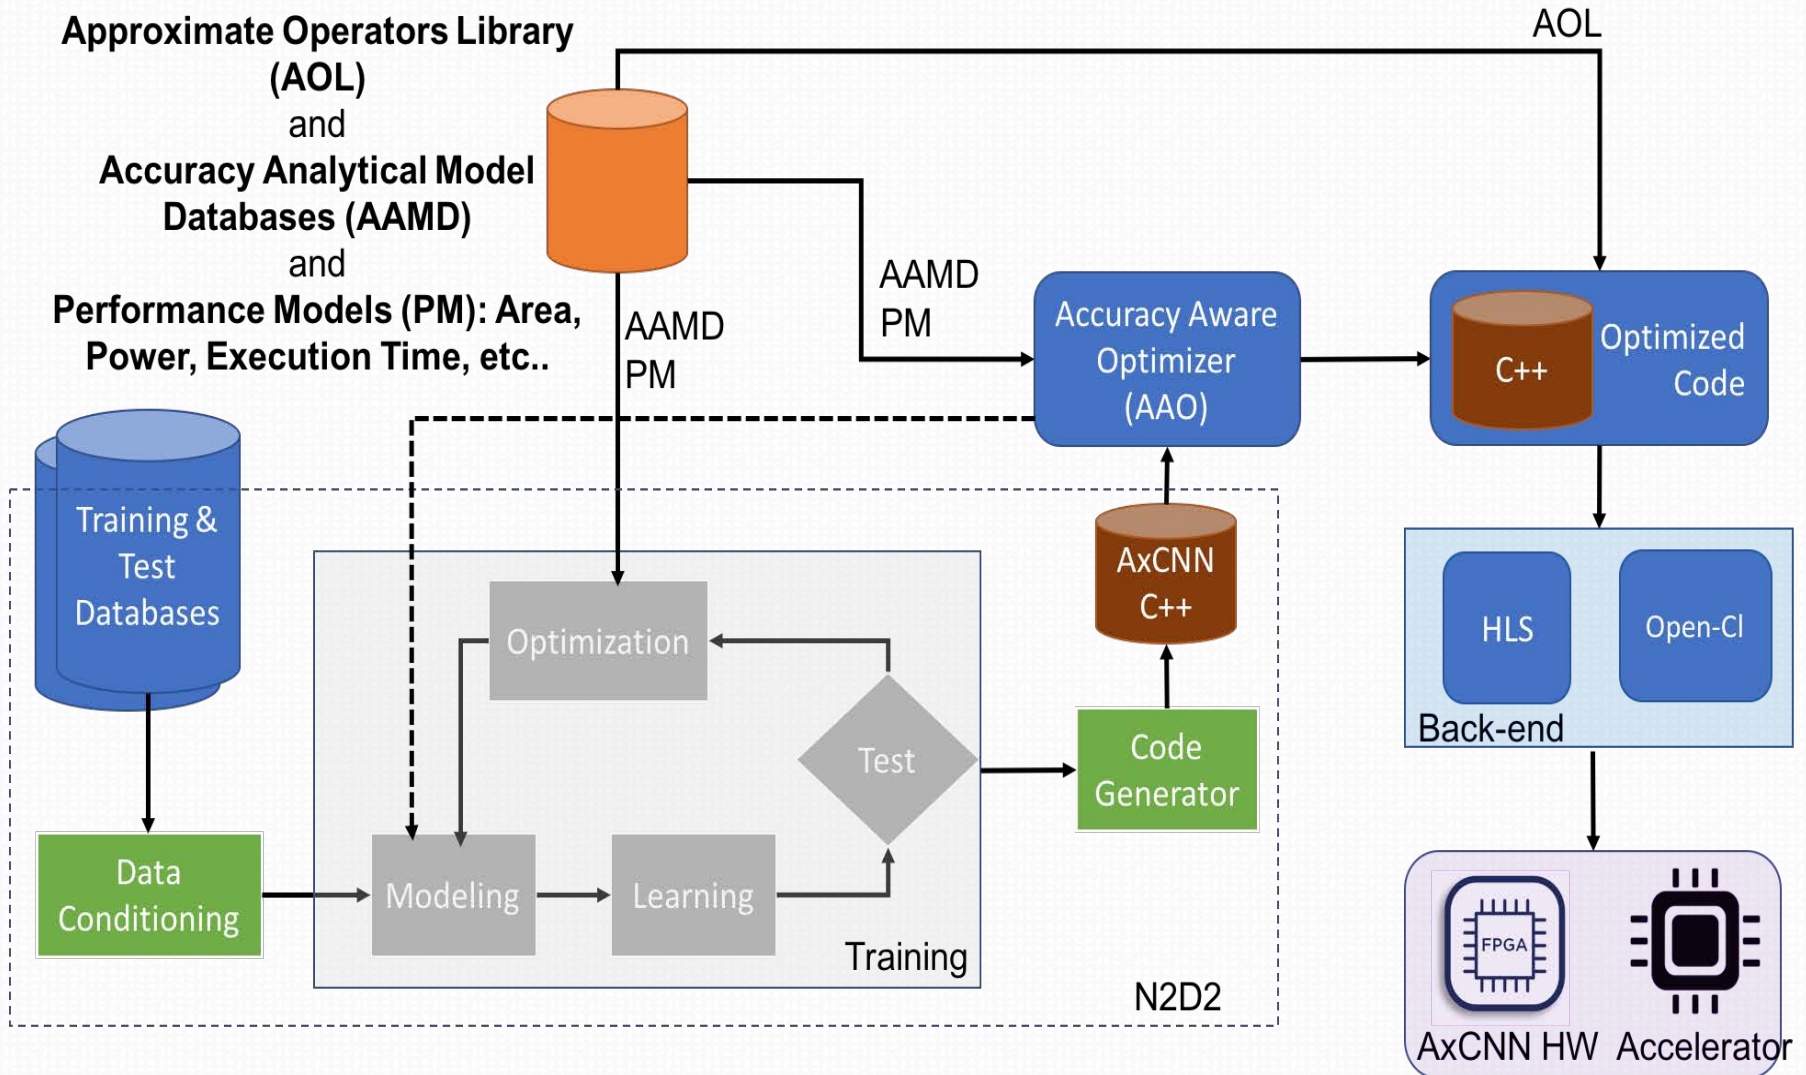 Approximate Operators Library
(AOL)
and
Accuracy Analytical Model
Databases (AAMD)
and
Performance Models (PM): Area,
Power, Execution Time, etc..
AOL
AAMD
PM
AAMD
PM
Accuracy Aware
Optimizer
(AAO)
C++
Optimized
Code
Training &
Test
Databases
AxCNN
C++
Optimization
Test
Code
Generator
Data
Conditioning
Modeling
Learning
Training
N2D2
HLS
Open-Cl
Back-end
FPGA
AxCNN HW
Accelerator